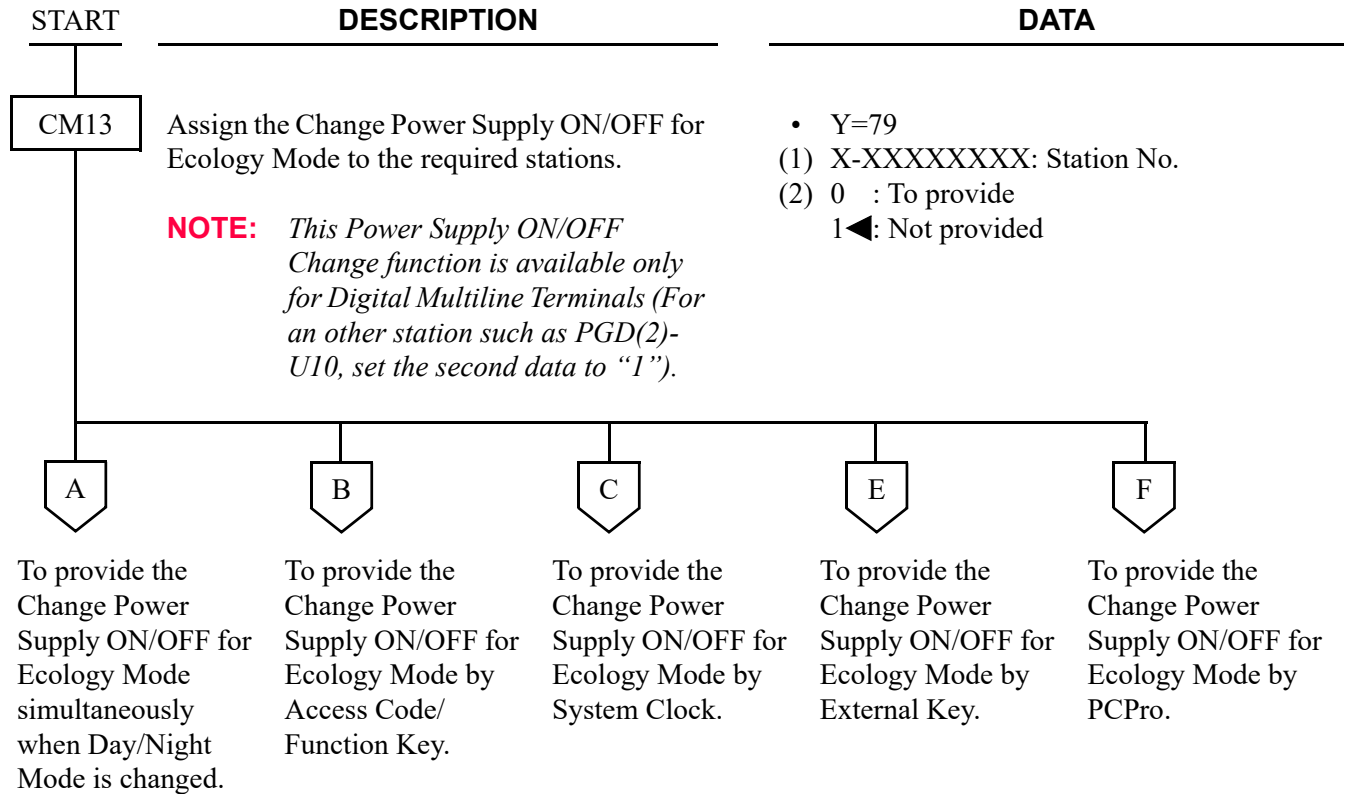 START DESCRIPTION DATA
CM13
Assign the Change Power Supply ON/OFF for
Ecology Mode to the required stations.
NOTE: This Power Supply ON/OFF
Change function is available only
for Digital Multiline Terminals (For
an other station such as PGD(2)-
U10, set the second data to “1”).
• Y=79
(1) X-XXXXXXXX: Station No.
(2) 0 : To provide
1◀: Not provided
A
B
C
E
F
To provide the
Change Power
Supply ON/OFF for
Ecology Mode
simultaneously
when Day/Night
Mode is changed.
To provide the
Change Power
Supply ON/OFF for
Ecology Mode by
Access Code/
Function Key.
To provide the
Change Power
Supply ON/OFF for
Ecology Mode by
System Clock.
To provide the
Change Power
Supply ON/OFF for
Ecology Mode by
External Key.
To provide the
Change Power
Supply ON/OFF for
Ecology Mode by
PCPro.